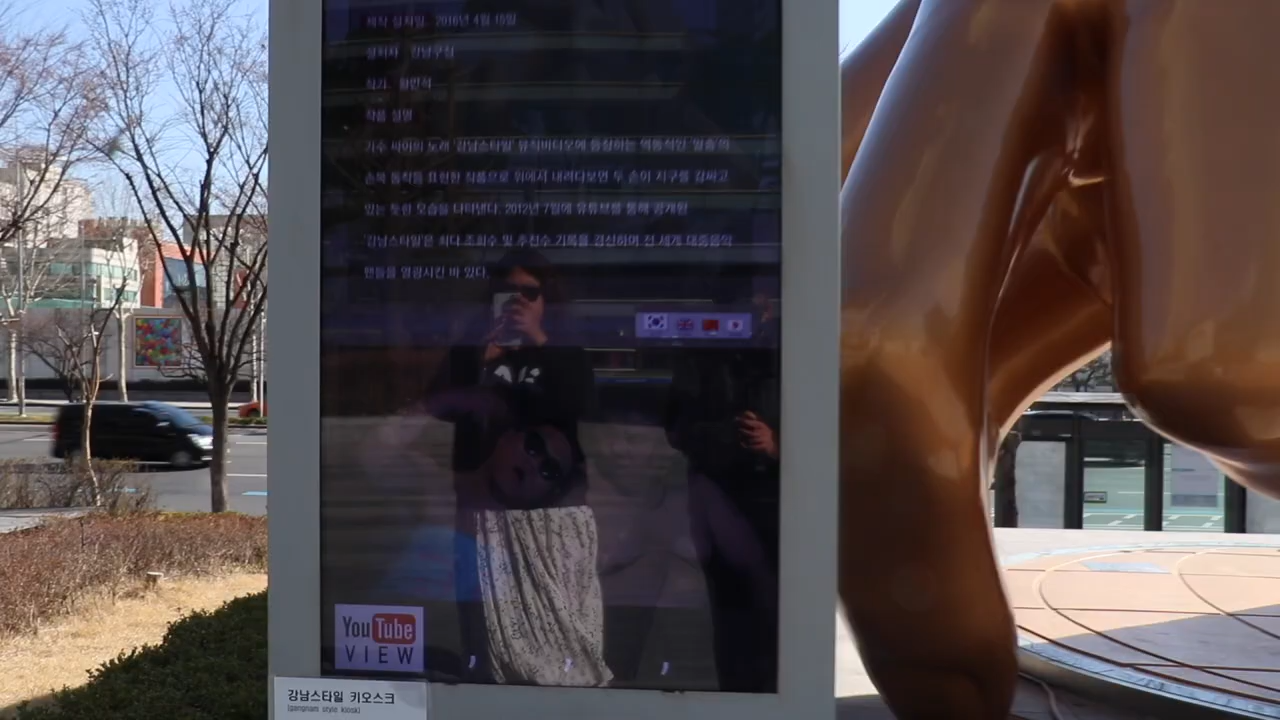 제작 설치일 2016년 4월 15일
설치자 강남구청
작가 황민석
작품 설명
가수 싸이의 노래 '강남스타일' 뮤직비디오에 등장하는 역동적인 '말춤'의
손목 동작을 표현한 작품으로 위에서 내려다보면 두 손이 지구를 감싸고
있는 듯한 모습을 나타낸다. 2012년 7월에 유튜브를 통해 공개된
'강남스타일'은 최다 조회수 및 추천수 기록을 경신하며 전 세계 대중음악
팬들을 열광시킨 바 있다.
YouTube
VIEW
강남스타일 키오스크
(gangnam style kiosk)